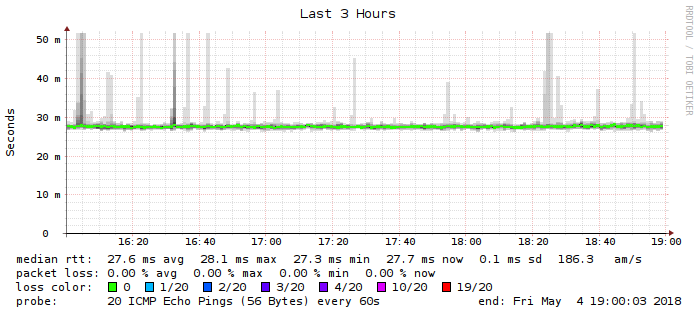 Last 3 Hours
RRDTOOL / TOBI OETIKER
Seconds
50 m
40 m
30 m
20 m
10 m
0
16:20 16:40 17:00 17:20 17:40 18:00 18:20 18:40 19:00
median rtt: 27.6 ms avg 28.1 ms max 27.3 ms min 27.7 ms now 0.1 ms sd 186.3 am/s
packet loss: 0.00 % avg 0.00 % max 0.00 % min 0.00 % now
loss color: 0 1/20 2/20 3/20 4/20 10/20 19/20
probe: 20 ICMP Echo Pings (56 Bytes) every 60s end: Fri May 4 19:00:03 2018